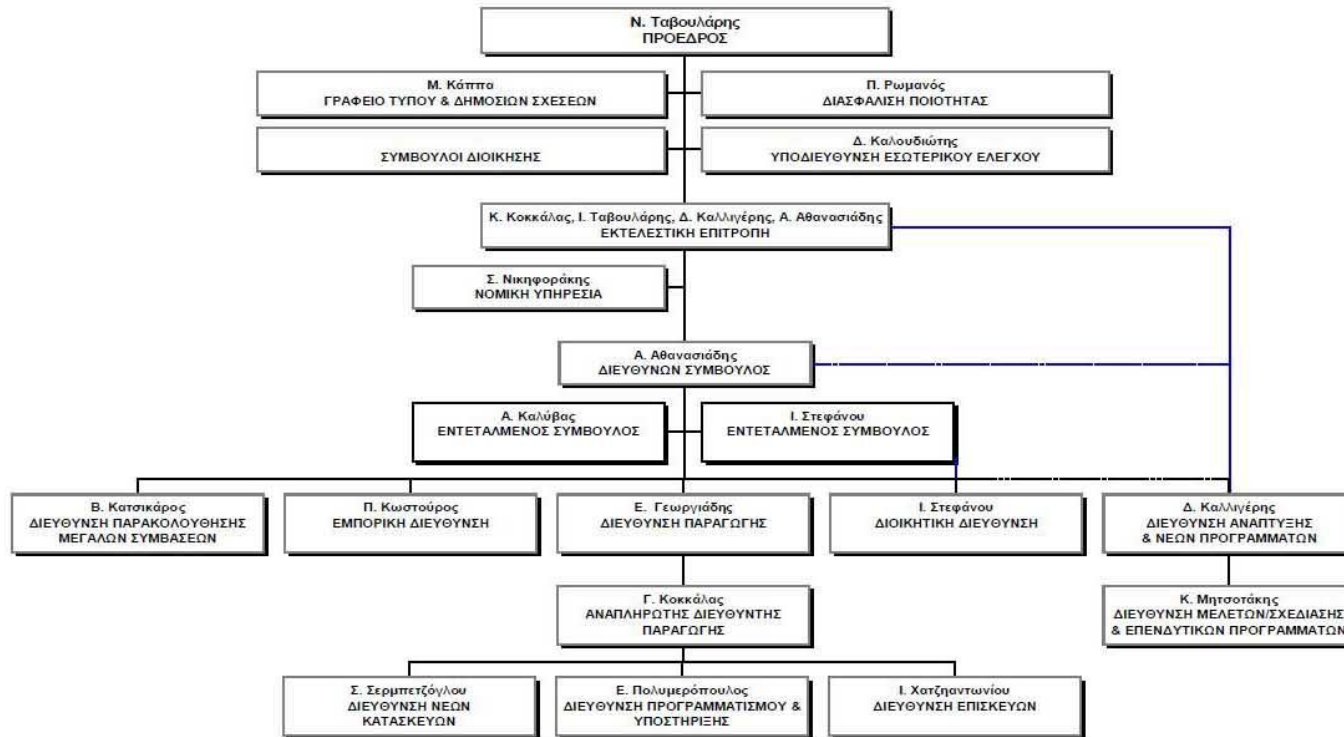 Ν. Ταβουλάρης
ΠΡΟΕΔΡΟΣ
Μ. Κάππα
ΓΡΑΦΕΙΟ ΤΥΠΟΥ & ΔΗΜΟΣΙΩΝ ΣΧΕΣΕΩΝ
Π. Ρωμανός
ΔΙΑΣΦΑΛΙΣΗ ΠΟΙΟΤΗΤΑΣ
ΣΥΜΒΟΥΛΟΙ ΔΙΟΙΚΗΣΗΣ
Δ. Καλουδιώτης
ΥΠΟΔΙΕΥΘΥΝΣΗ ΕΣΩΤΕΡΙΚΟΥ ΕΛΕΓΧΟΥ
Κ. Κοκκάλας, Ι. Ταβουλάρης, Δ. Καλλιγέρης, Α. Αθανασιάδης
ΕΚΤΕΛΕΣΤΙΚΗ ΕΠΙΤΡΟΠΗ
Σ. Νικηφοράκης
ΝΟΜΙΚΗ ΥΠΗΡΕΣΙΑ
Α. Αθανασιάδης
ΔΙΕΥΘΥΝΩΝ ΣΥΜΒΟΥΛΟΣ
Α. Καλύβας
ΕΝΤΕΤΑΛΜΕΝΟΣ ΣΥΜΒΟΥΛΟΣ
Ι. Στεφάνου
ΕΝΤΕΤΑΛΜΕΝΟΣ ΣΥΜΒΟΥΛΟΣ
Β. Κατσικάρος
ΔΙΕΥΘΥΝΣΗ ΠΑΡΑΚΟΛΟΥΘΗΣΗΣ
ΜΕΓΑΛΩΝ ΣΥΜΒΑΣΕΩΝ
Π. Κωστούρος
ΕΜΠΟΡΙΚΗ ΔΙΕΥΘΥΝΣΗ
Ε. Γεωργιάδης
ΔΙΕΥΘΥΝΣΗ ΠΑΡΑΓΩΓΗΣ
Ι. Στεφάνου
ΔΙΟΙΚΗΤΙΚΗ ΔΙΕΥΘΥΝΣΗ
Δ. Καλλιγέρης
ΔΙΕΥΘΥΝΣΗ ΑΝΑΠΤΥΞΗΣ
& ΝΕΩΝ ΠΡΟΓΡΑΜΜΑΤΩΝ
Γ. Κοκκάλας
ΑΝΑΠΛΗΡΩΤΗΣ ΔΙΕΥΘΥΝΤΗΣ
ΠΑΡΑΓΩΓΗΣ
Κ. Μητσοτάκης
ΔΙΕΥΘΥΝΣΗ ΜΕΛΕΤΩΝ/ΣΧΕΔΙΑΣΗΣ
& ΕΠΕΝΔΥΤΙΚΩΝ ΠΡΟΓΡΑΜΜΑΤΩΝ
Σ. Σερμπετζόγλου
ΔΙΕΥΘΥΝΣΗ ΝΕΩΝ
ΚΑΤΑΣΚΕΥΩΝ
Ε. Πολυμερόπουλος
ΔΙΕΥΘΥΝΣΗ ΠΡΟΓΡΑΜΜΑΤΙΣΜΟΥ &
ΥΠΟΣΤΗΡΙΞΗΣ
Ι. Χατζηαντωνίου
ΔΙΕΥΘΥΝΣΗ ΕΠΙΣΚΕΥΩΝ